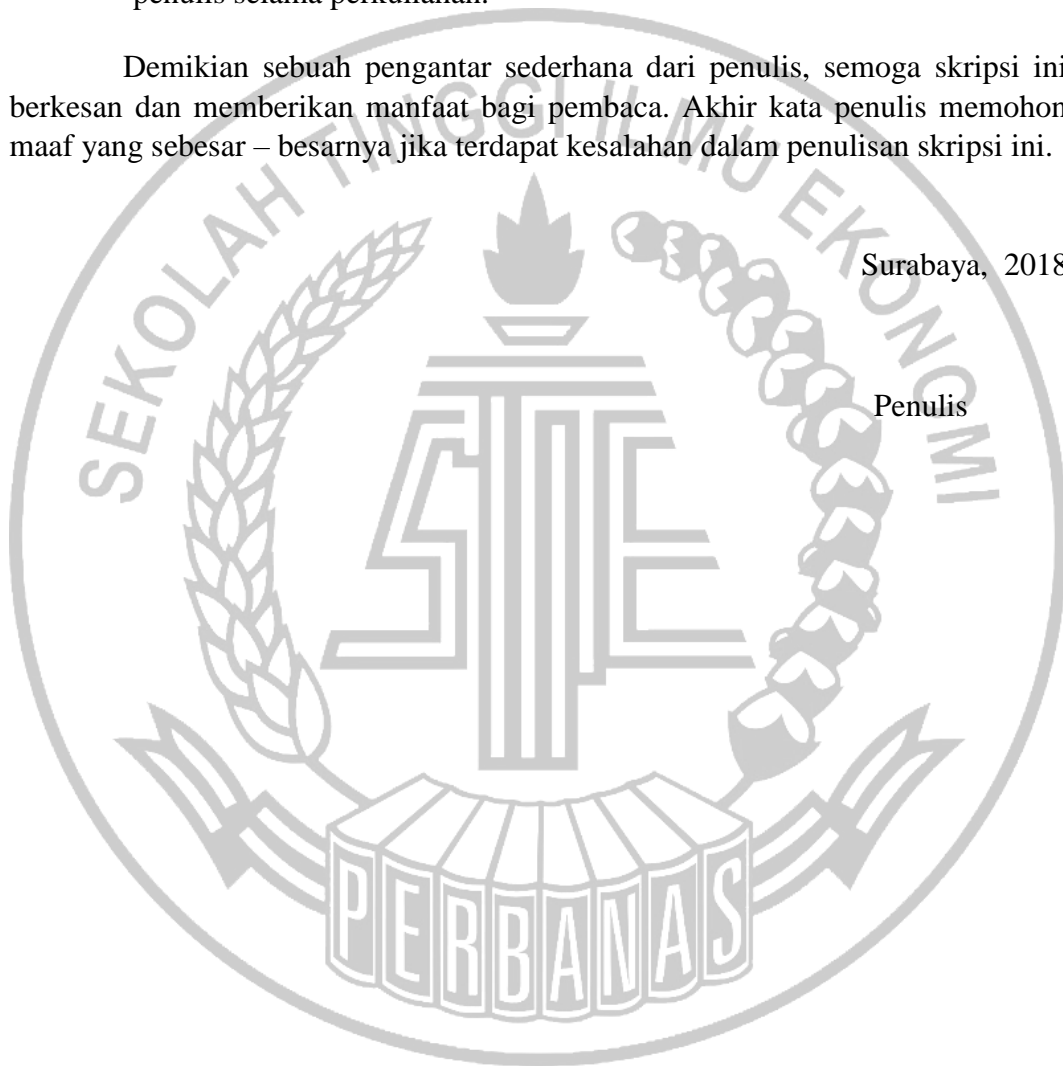 penulis selama perkuliahan.
Demikian sebuah pengantar sederhana dari penulis, semoga skripsi ini
berkesan dan memberikan manfaat bagi pembaca. Akhir kata penulis memohon
maaf yang sebesar – besarnya jika terdapat kesalahan dalam penulisan skripsi ini.
Surabaya, 2018
Penulis
SEKOLAH TINGGI ILMU EKONOMI
STIE
PERBANAS